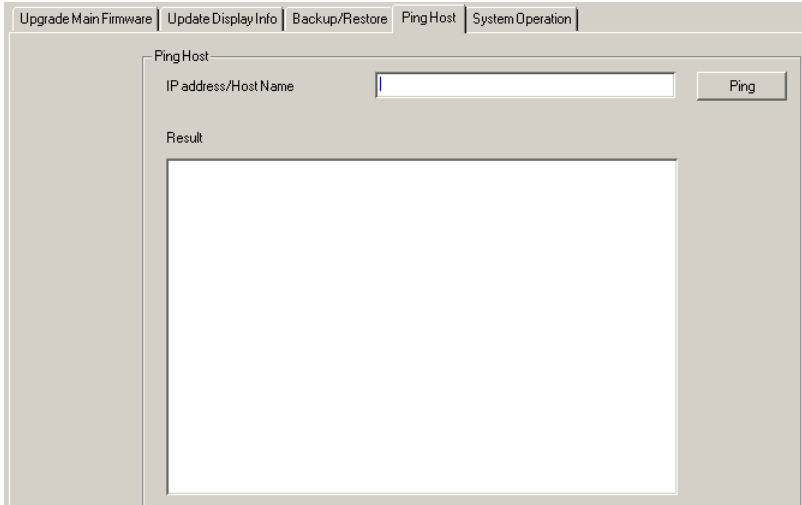 Upgrade Main Firmware Update Display Info Backup/Restore Ping Host System Operation
Ping Host
IP address/Host Name Ping
Result